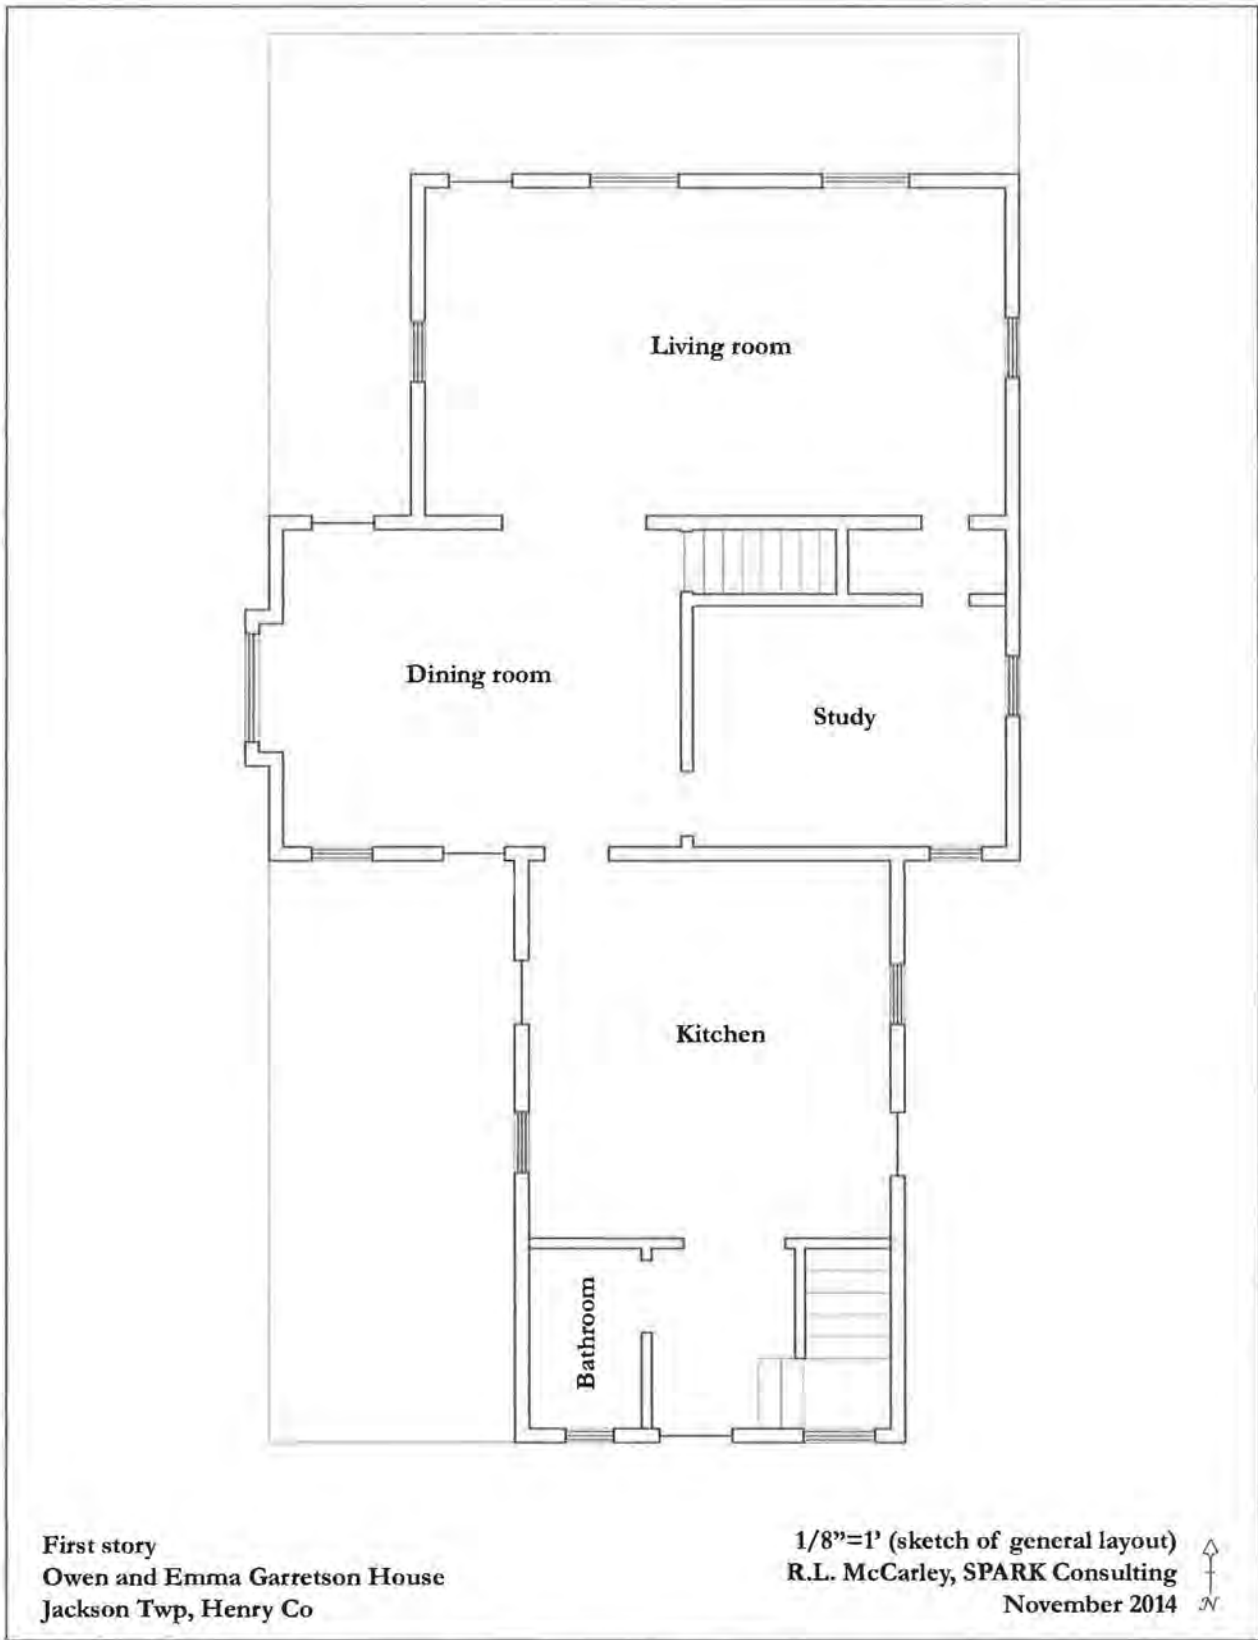 Living room
Dining room
Study
Kitchen
Bathroom
First story
Owen and Emma Garretson House
Jackson Twp, Henry Co
1/8”=1’ (sketch of general layout)
R.L. McCarley, SPARK Consulting
November 2014
N